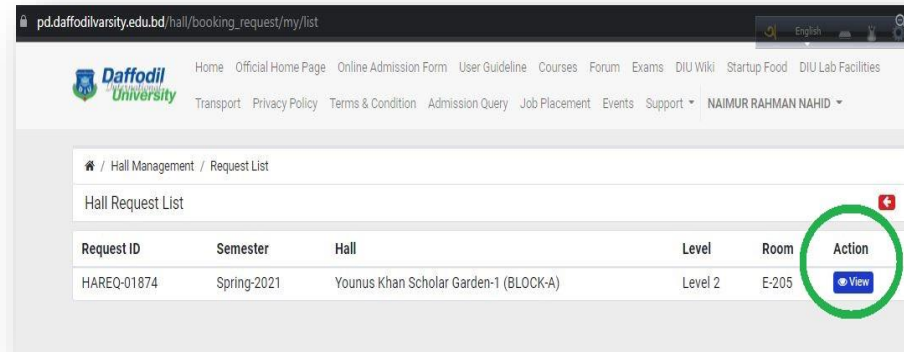 pd.daffodilvarsity.edu.bd/hall/booking_request/my/list
অ English
Daffodil International University
Home Official Home Page Online Admission Form User Guideline Courses Forum Exams DIU Wiki Startup Food DIU Lab Facilities
Transport Privacy Policy Terms & Condition Admission Query Job Placement Events Support NAIMUR RAHMAN NAHID
/ Hall Management / Request List
Hall Request List
Request ID Semester Hall Level Room Action
HAREQ-01874 Spring-2021 Younus Khan Scholar Garden-1 (BLOCK-A) Level 2 E-205 View